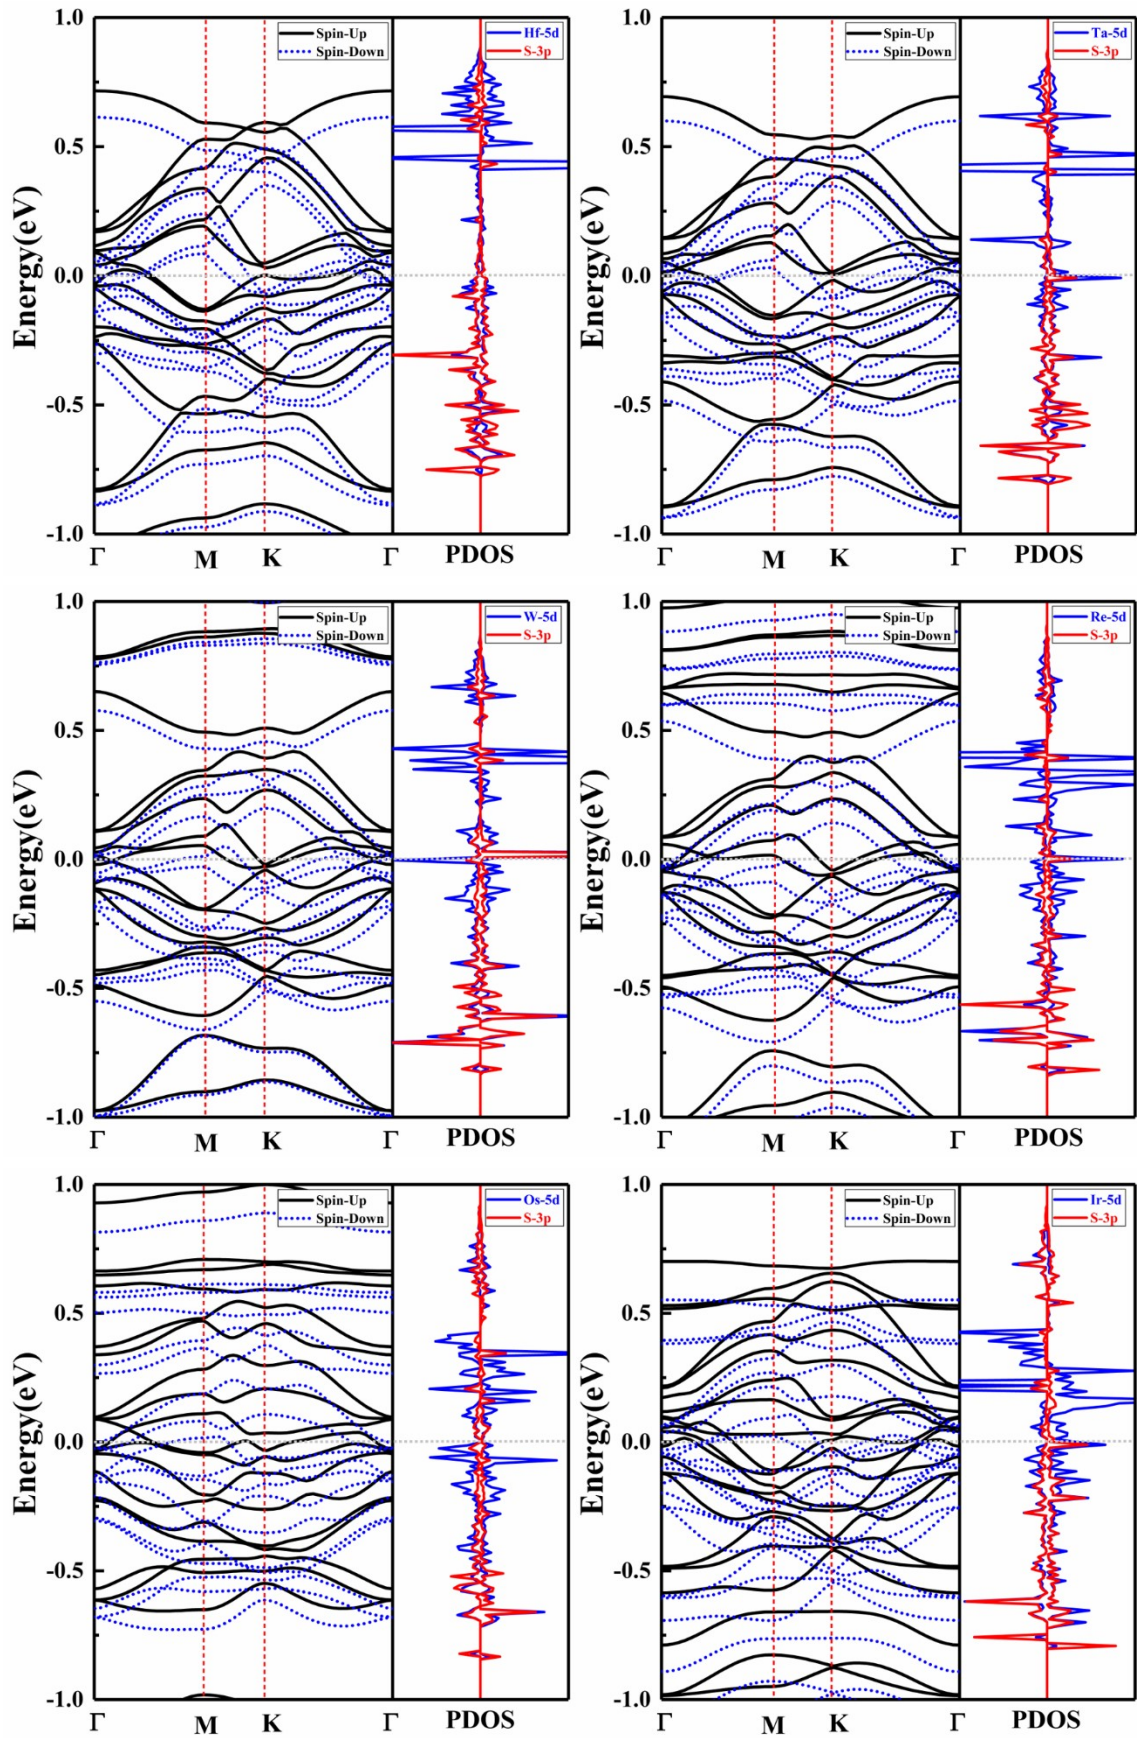 1.0
Spin-Up
Spin-Down
Hf-5d
S-3p
0.5
Energy(eV)
0.0
-0.5
-1.0
Γ
M
K
Γ
PDOS
1.0
Spin-Up
Spin-Down
Ta-5d
S-3p
0.5
Energy(eV)
0.0
-0.5
-1.0
Γ
M
K
Γ
PDOS
1.0
Spin-Up
Spin-Down
W-5d
S-3p
0.5
Energy(eV)
0.0
-0.5
-1.0
Γ
M
K
Γ
PDOS
1.0
Spin-Up
Spin-Down
Re-5d
S-3p
0.5
Energy(eV)
0.0
-0.5
-1.0
Γ
M
K
Γ
PDOS
1.0
Spin-Up
Spin-Down
Os-5d
S-3p
0.5
Energy(eV)
0.0
-0.5
-1.0
Γ
M
K
Γ
PDOS
1.0
Spin-Up
Spin-Down
Ir-5d
S-3p
0.5
Energy(eV)
0.0
-0.5
-1.0
Γ
M
K
Γ
PDOS